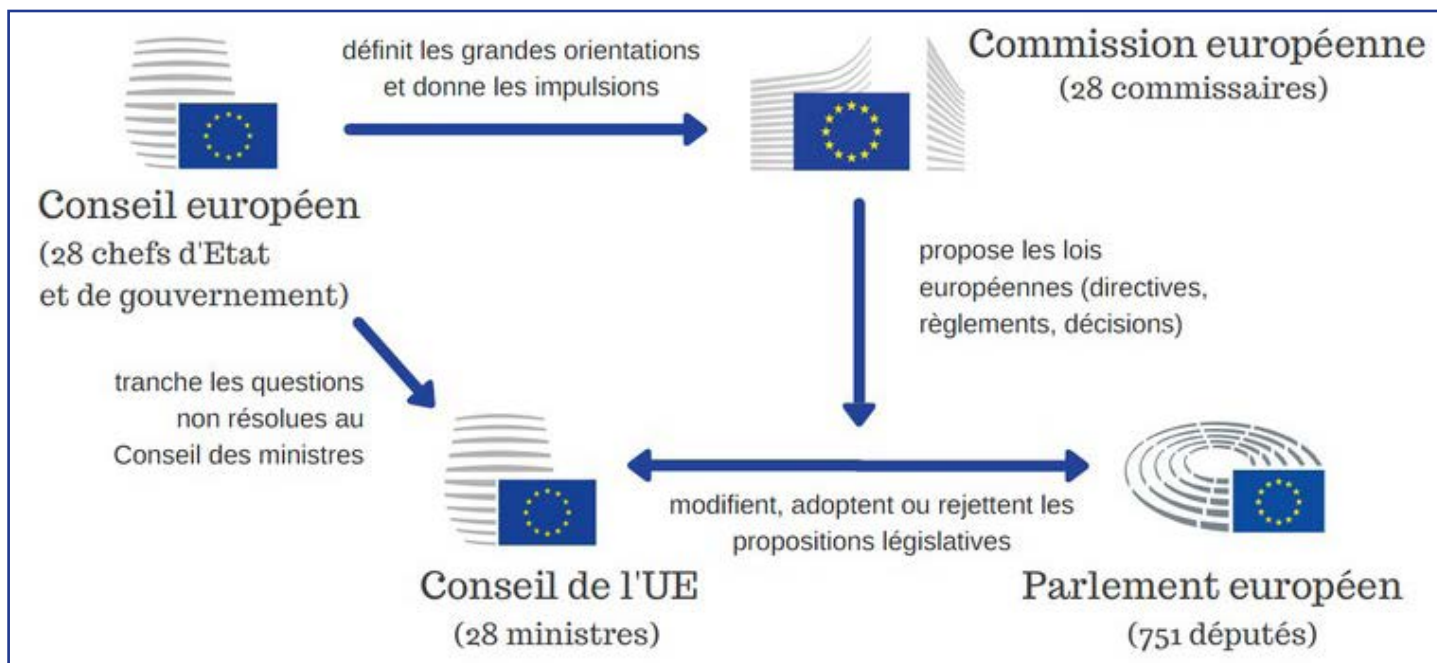 définit les grandes orientations
et donne les impulsions
Commission européenne
(28 commissaires)
Conseil européen
(28 chefs d'Etat
et de gouvernement)
propose les lois
européennes (directives,
règlements, décisions)
tranche les questions
non résolues au
Conseil des ministres
modifient, adoptent ou rejettent les
propositions législatives
Conseil de l'UE
(28 ministres)
Parlement européen
(751 députés)